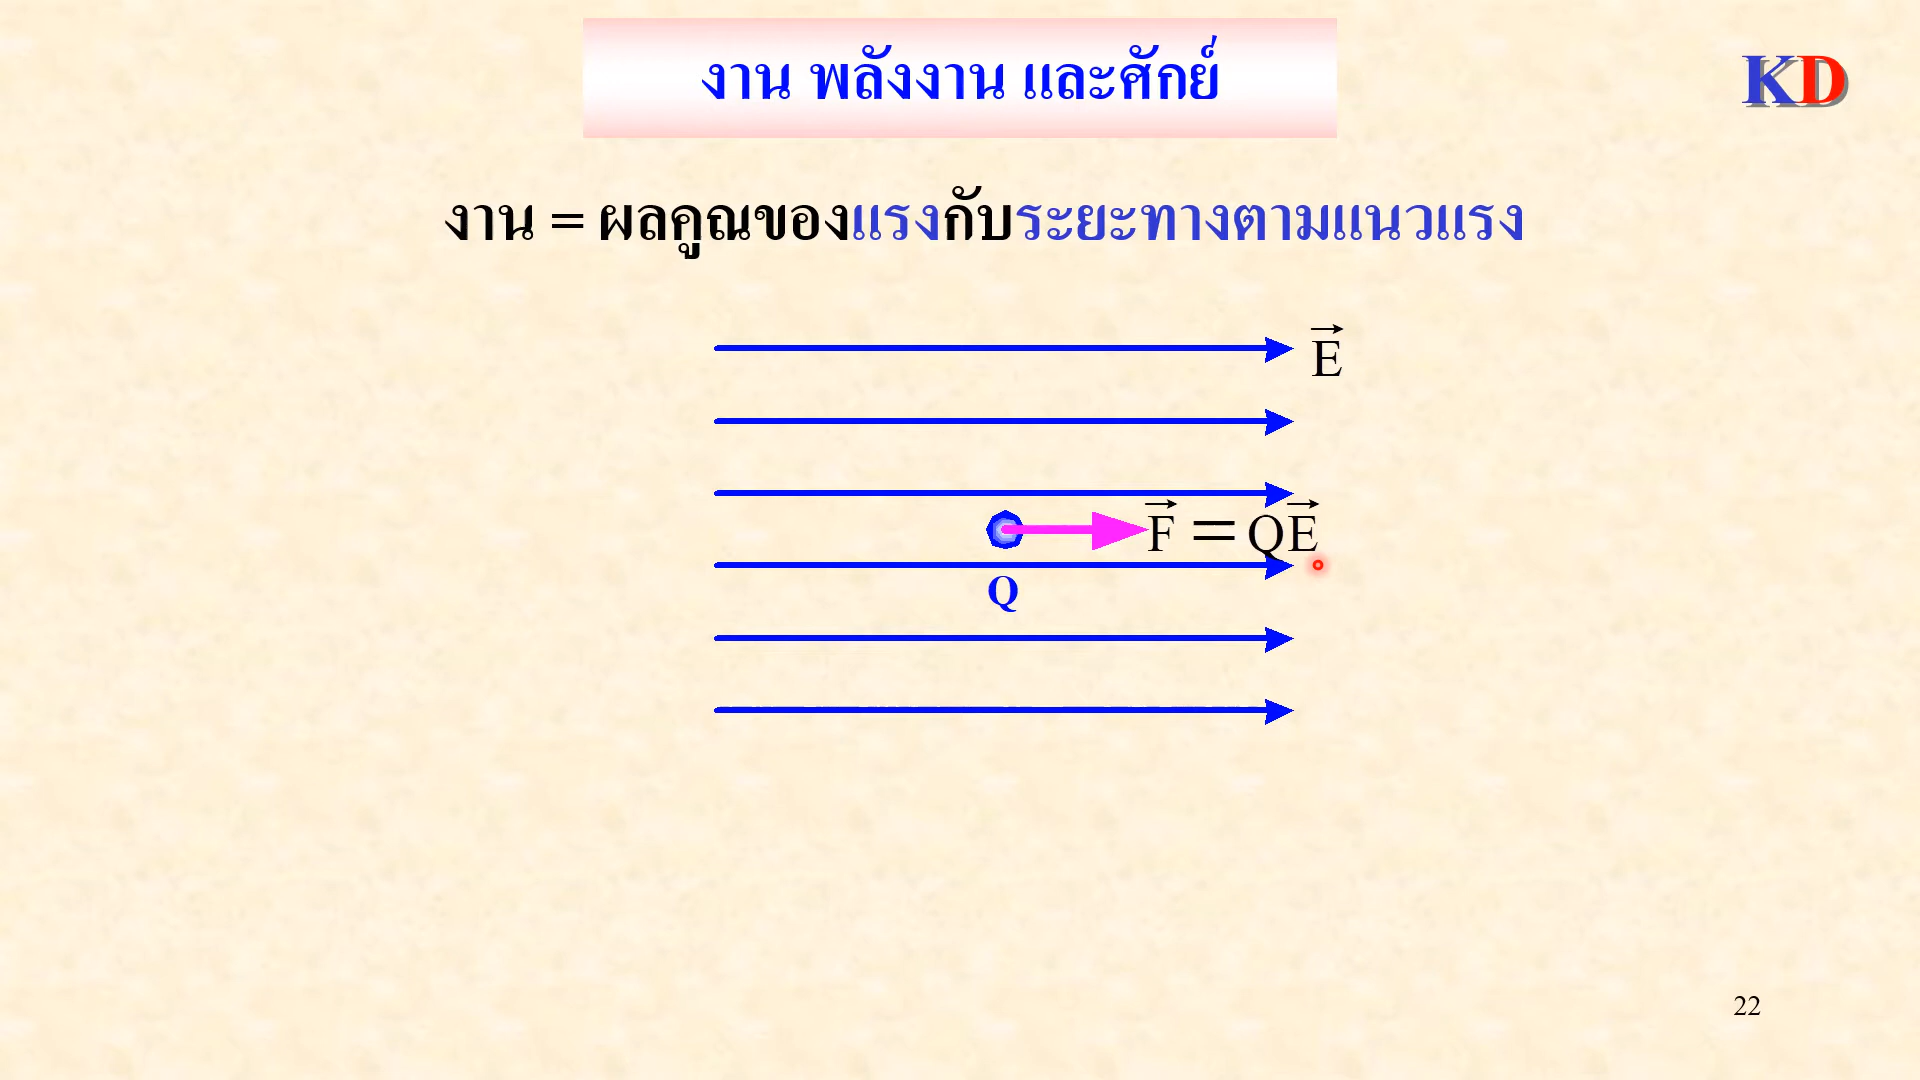 งาน พลังงาน และศักย์
KD
งาน = ผลคูณของแรงกับระยะทางตามแนวแรง
E⃗
F⃗ = QE⃗
Q
22